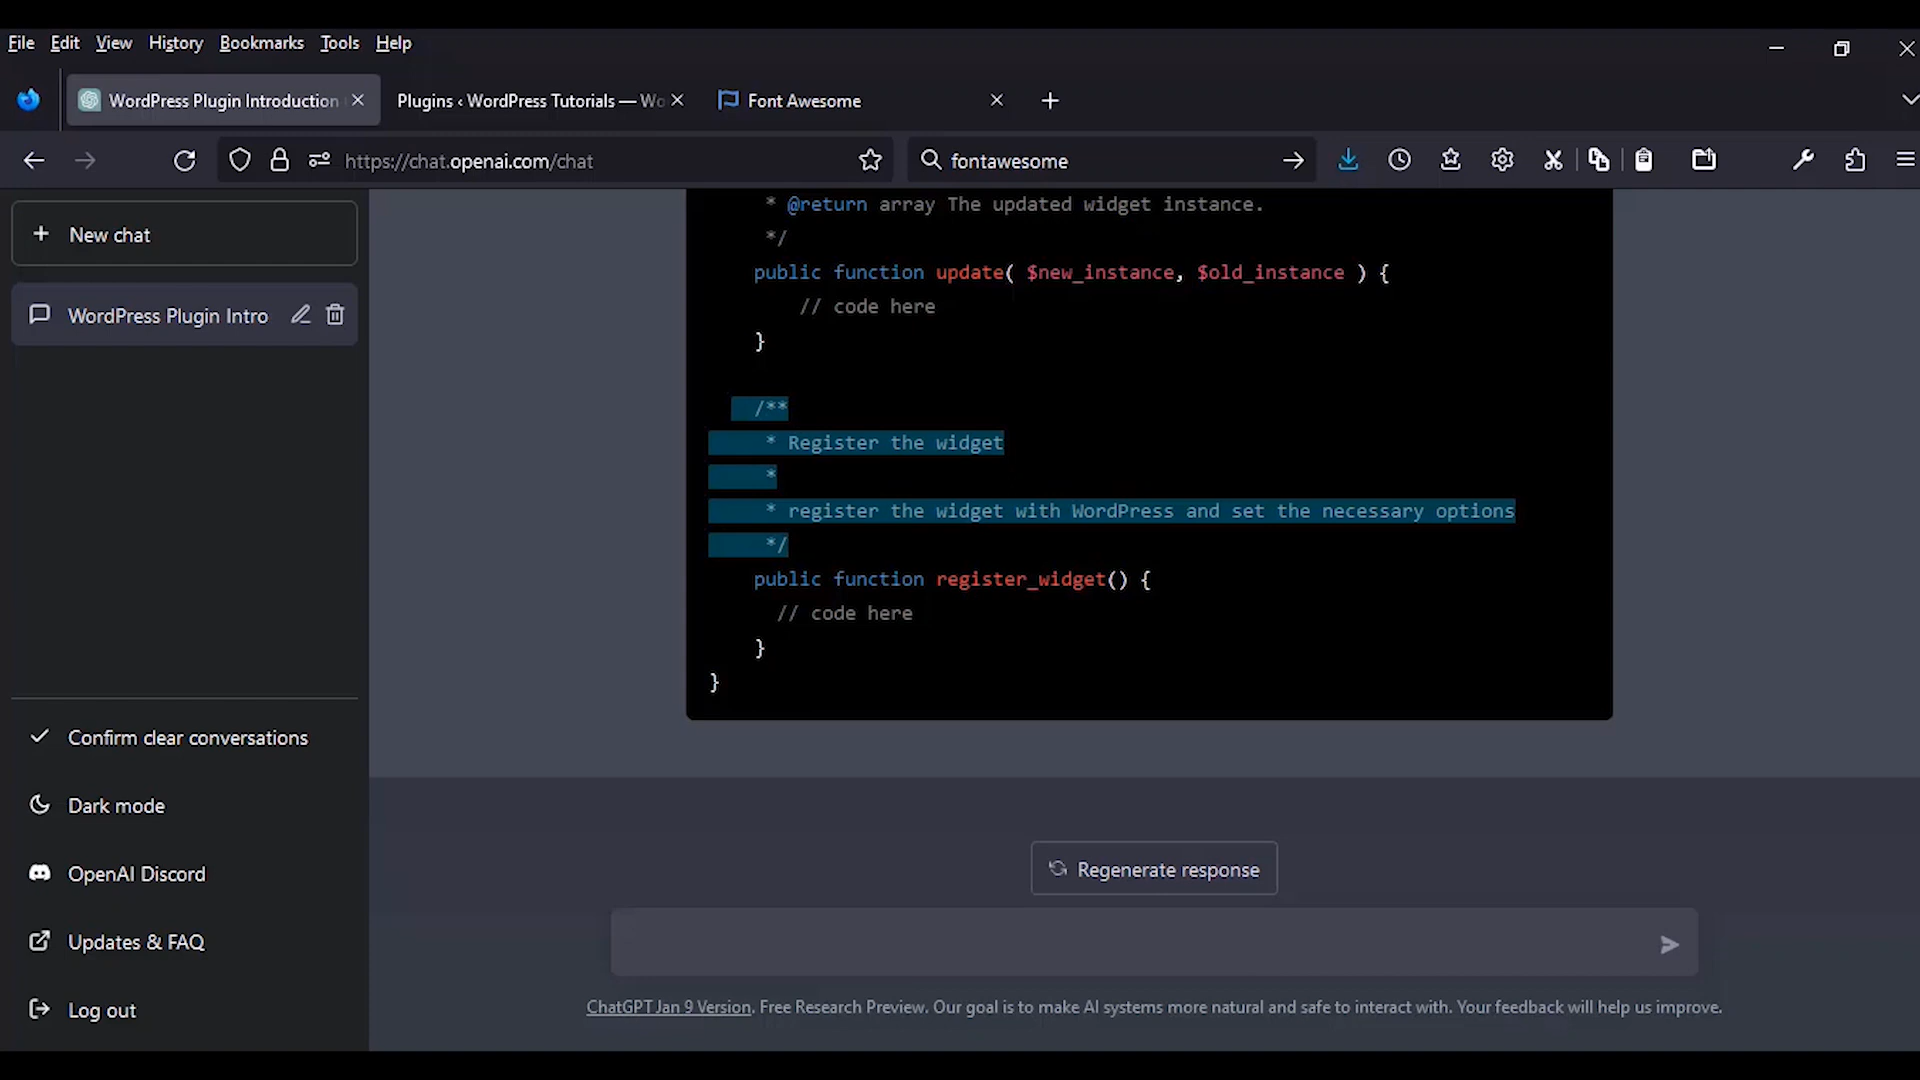 File Edit View History Bookmarks Tools Help
WordPress Plugin Introduction
Plugins ‹ WordPress Tutorials — Wo
Font Awesome
https://chat.openai.com/chat
fontawesome
New chat
WordPress Plugin Intro
Confirm clear conversations
Dark mode
OpenAI Discord
Updates & FAQ
Log out
* @return array The updated widget instance.
*/
public function update( $new_instance, $old_instance ) {
// code here
}
/**
* Register the widget
*
* register the widget with WordPress and set the necessary options
*/
public function register_widget() {
// code here
}
}
Regenerate response
ChatGPT Jan 9 Version. Free Research Preview. Our goal is to make AI systems more natural and safe to interact with. Your feedback will help us improve.